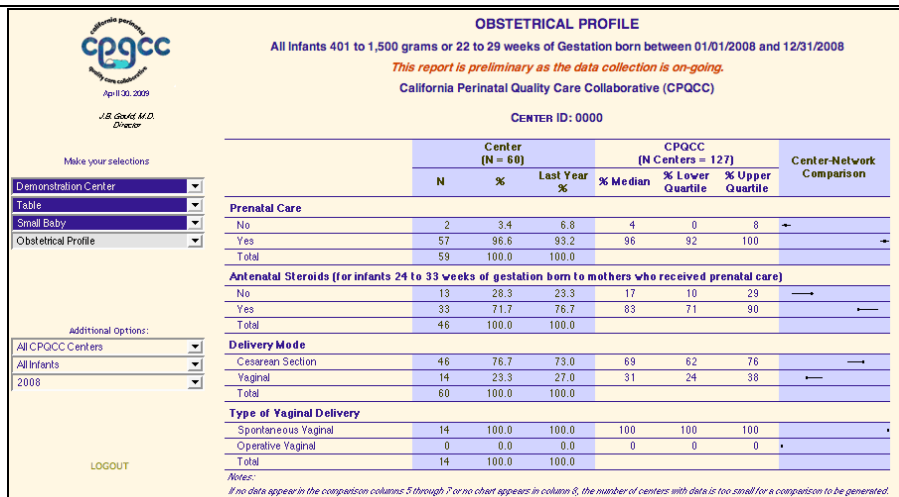 california perinatal
cpqcc
quality care collaborative
April 30, 2009
J.B. Gould, M.D.
Director
OBSTETRICAL PROFILE
All Infants 401 to 1,500 grams or 22 to 29 weeks of Gestation born between 01/01/2008 and 12/31/2008
This report is preliminary as the data collection is on-going.
California Perinatal Quality Care Collaborative (CPQCC)
CENTER ID: 0000
Make your selections
Demonstration Center
Table
Small Baby
Obstetrical Profile
Additional Options:
All CPQCC Centers
All Infants
2008
LOGOUT
Center (N = 60) CPQCC (N Centers = 127) Center-Network Comparison
N % Last Year % % Median % Lower Quartile % Upper Quartile
Prenatal Care
No 2 3.4 6.8 4 0 8
Yes 57 96.6 93.2 96 92 100
Total 59 100.0 100.0
Antenatal Steroids (for infants 24 to 33 weeks of gestation born to mothers who received prenatal care)
No 13 28.3 23.3 17 10 29
Yes 33 71.7 76.7 83 71 90
Total 46 100.0 100.0
Delivery Mode
Cesarean Section 46 76.7 73.0 69 62 76
Vaginal 14 23.3 27.0 31 24 38
Total 60 100.0 100.0
Type of Vaginal Delivery
Spontaneous Vaginal 14 100.0 100.0 100 100 100
Operative Vaginal 0 0.0 0.0 0 0 0
Total 14 100.0 100.0
Notes:
If no data appear in the comparison columns 5 through 7 or no chart appears in column 8, the number of centers with data is too small for a comparison to be generated.